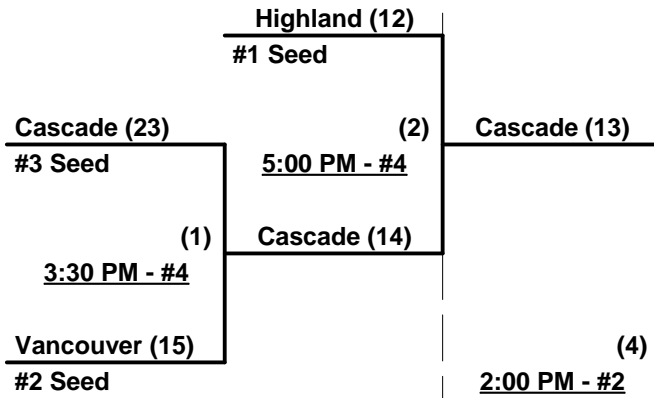 Highland (12)
#1 Seed
Cascade (23)
(2)
Cascade (13)
#3 Seed
5:00 PM - #4
(1)
Cascade (14)
3:30 PM - #4
Vancouver (15)
(4)
#2 Seed
2:00 PM - #2